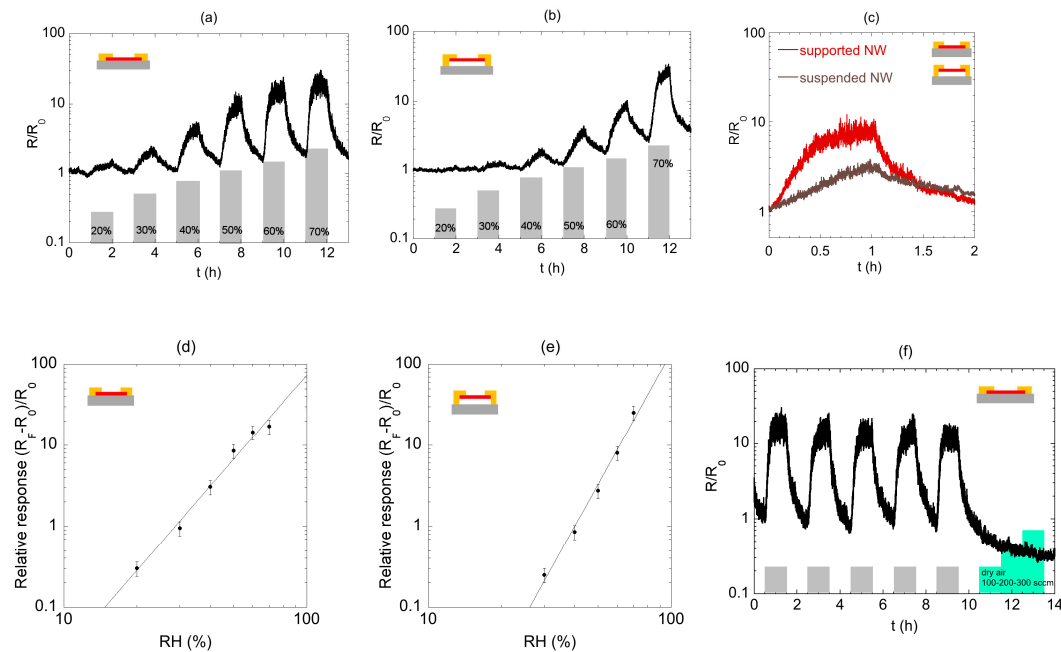 (a)
100
10
1
0.1
R/R0
20%
30%
40%
50%
60%
70%
0 2 4 6 8 10 12
t (h)
(b)
100
10
1
0.1
R/R0
20%
30%
40%
50%
60%
70%
0 2 4 6 8 10 12
t (h)
(c)
100
10
1
R/R0
supported NW
suspended NW
0 0.5 1 1.5 2
t (h)
(d)
100
10
1
0.1
Relative response (RF-R0)/R0
10 100
RH (%)
(e)
100
10
1
0.1
Relative response (RF-R0)/R0
10 100
RH (%)
(f)
100
10
1
0.1
R/R0
dry air
100-200-300 sccm
0 2 4 6 8 10 12 14
t (h)